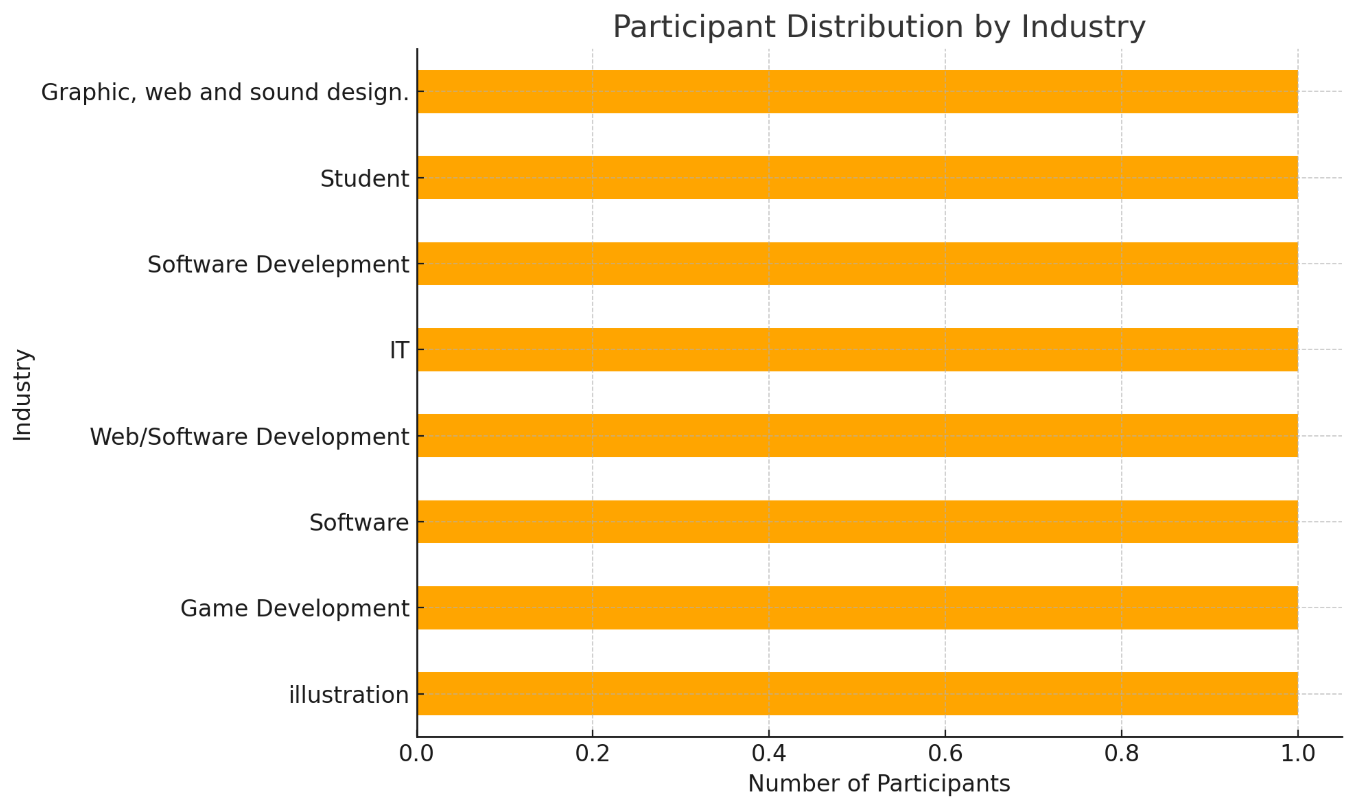 Participant Distribution by Industry
Graphic, web and sound design.
Student
Software Develepment
IT
Web/Software Development
Software
Game Development
illustration
Industry
0.0 0.2 0.4 0.6 0.8 1.0
Number of Participants